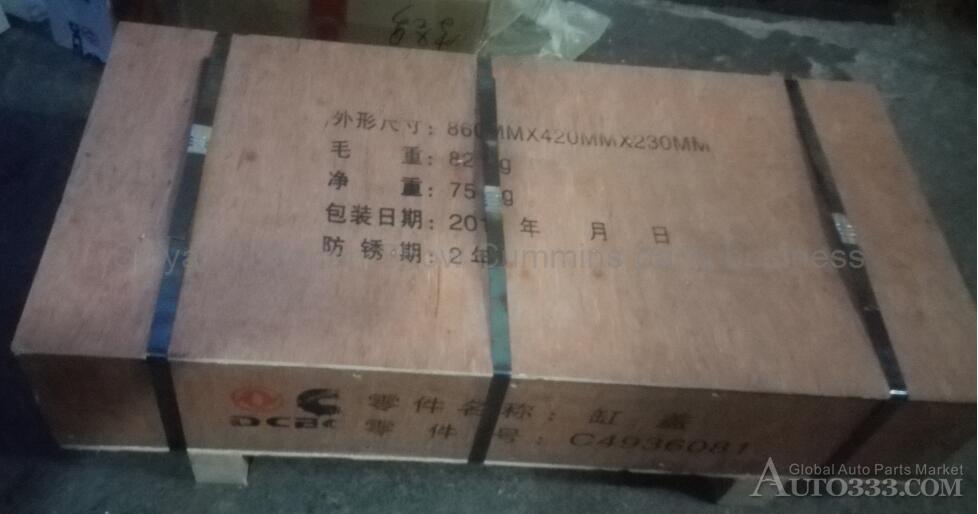 外形尺寸：860MMX420MMX230MM
毛 重：82 g
净 重：75 g
包装日期：201 年 月 日
防锈期：2年
Cummins
DCEC
零件名称：缸盖
零件号：C4936081
Global Auto Parts Market
AUTO333.COM